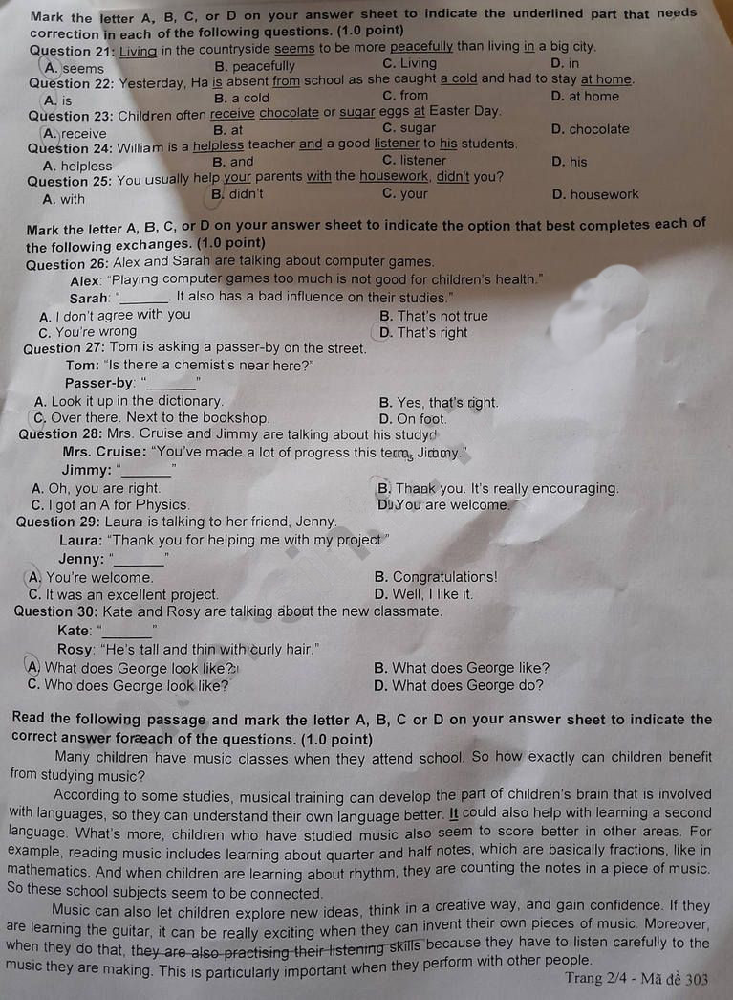 Mark the letter A, B, C, or D on your answer sheet to indicate the underlined part that needs
correction in each of the following questions. (1.0 point)
Question 21: Living in the countryside seems to be more peacefully than living in a big city.
A. seems B. peacefully C. Living D. in
Question 22: Yesterday, Ha is absent from school as she caught a cold and had to stay at home.
A. is B. a cold C. from D. at home
Question 23: Children often receive chocolate or sugar eggs at Easter Day.
A. receive B. at C. sugar D. chocolate
Question 24: William is a helpless teacher and a good listener to his students.
A. helpless B. and C. listener D. his
Question 25: You usually help your parents with the housework, didn't you?
A. with B. didn't C. your D. housework
Mark the letter A, B, C, or D on your answer sheet to indicate the option that best completes each of
the following exchanges. (1.0 point)
Question 26: Alex and Sarah are talking about computer games.
Alex: "Playing computer games too much is not good for children's health."
Sarah: "______. It also has a bad influence on their studies."
A. I don't agree with you B. That's not true
C. You're wrong D. That's right
Question 27: Tom is asking a passer-by on the street.
Tom: "Is there a chemist's near here?"
Passer-by: "______"
A. Look it up in the dictionary. B. Yes, that's right.
C. Over there. Next to the bookshop. D. On foot.
Question 28: Mrs. Cruise and Jimmy are talking about his study.
Mrs. Cruise: "You've made a lot of progress this term, Jimmy."
Jimmy: "______"
A. Oh, you are right. B. Thank you. It's really encouraging.
C. I got an A for Physics. D. You are welcome.
Question 29: Laura is talking to her friend, Jenny.
Laura: "Thank you for helping me with my project."
Jenny: "______"
A. You're welcome. B. Congratulations!
C. It was an excellent project. D. Well, I like it.
Question 30: Kate and Rosy are talking about the new classmate.
Kate: "______"
Rosy: "He's tall and thin with curly hair."
A. What does George look like? B. What does George like?
C. Who does George look like? D. What does George do?
Read the following passage and mark the letter A, B, C or D on your answer sheet to indicate the
correct answer for each of the questions. (1.0 point)
Many children have music classes when they attend school. So how exactly can children benefit
from studying music?
According to some studies, musical training can develop the part of children's brain that is involved
with languages, so they can understand their own language better. It could also help with learning a second
language. What's more, children who have studied music also seem to score better in other areas. For
example, reading music includes learning about quarter and half notes, which are basically fractions, like in
mathematics. And when children are learning about rhythm, they are counting the notes in a piece of music.
So these school subjects seem to be connected.
Music can also let children explore new ideas, think in a creative way, and gain confidence. If they
are learning the guitar, it can be really exciting when they can invent their own pieces of music. Moreover,
when they do that, they are also practising their listening skills because they have to listen carefully to the
music they are making. This is particularly important when they perform with other people.
Trang 2/4 - Mã đề 303